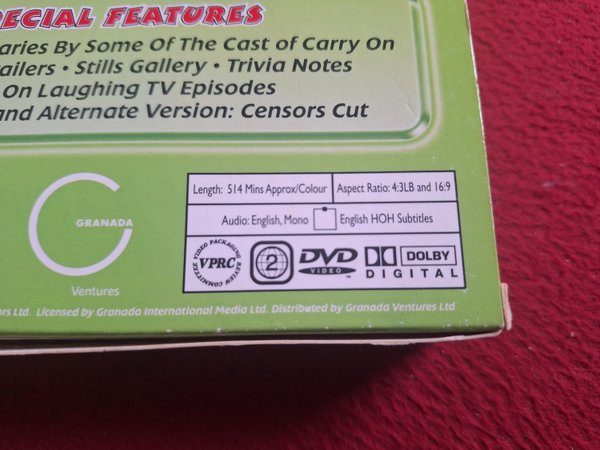 SPECIAL FEATURES
aries By Some Of The Cast of Carry On
ailers • Stills Gallery • Trivia Notes
On Laughing TV Episodes
and Alternate Version: Censors Cut
GRANADA
Ventures
Length: 514 Mins Approx/Colour
Aspect Ratio: 4:3LB and 16:9
Audio: English, Mono
English HOH Subtitles
VIDEO PACKAGING REVIEW COMMITTEE
VPRC
2
DVD
VIDEO
DOLBY
DIGITAL
ors Ltd. Licensed by Granada International Media Ltd. Distributed by Granada Ventures Ltd